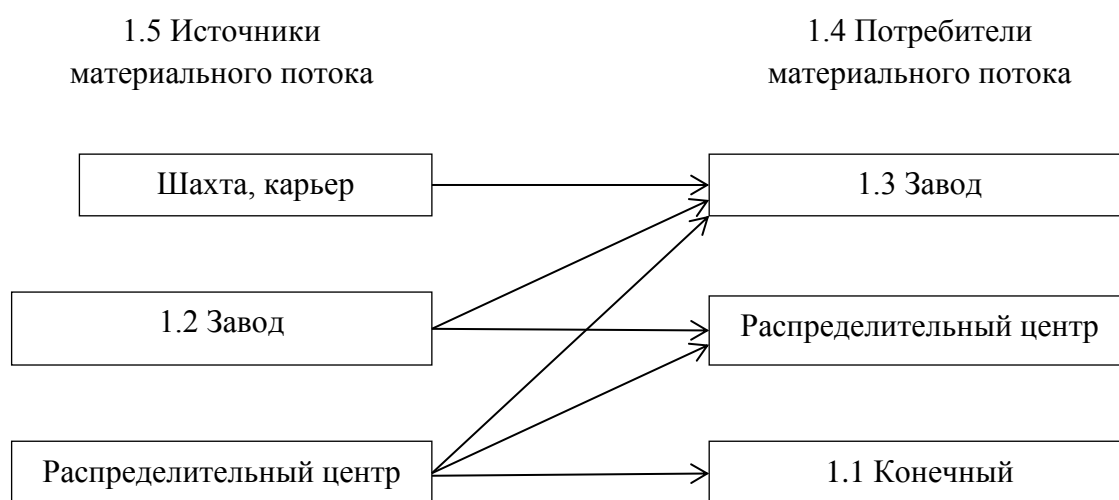 1.5 Источники
материального потока
1.4 Потребители
материального потока
Шахта, карьер
1.3 Завод
1.2 Завод
Распределительный центр
Распределительный центр
1.1 Конечный